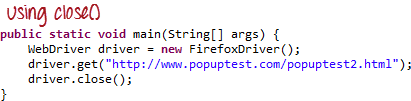 using close()
public static void main(String[] args) {
WebDriver driver = new FirefoxDriver();
driver.get("http://www.popuptest.com/popuptest2.html");
driver.close();
}